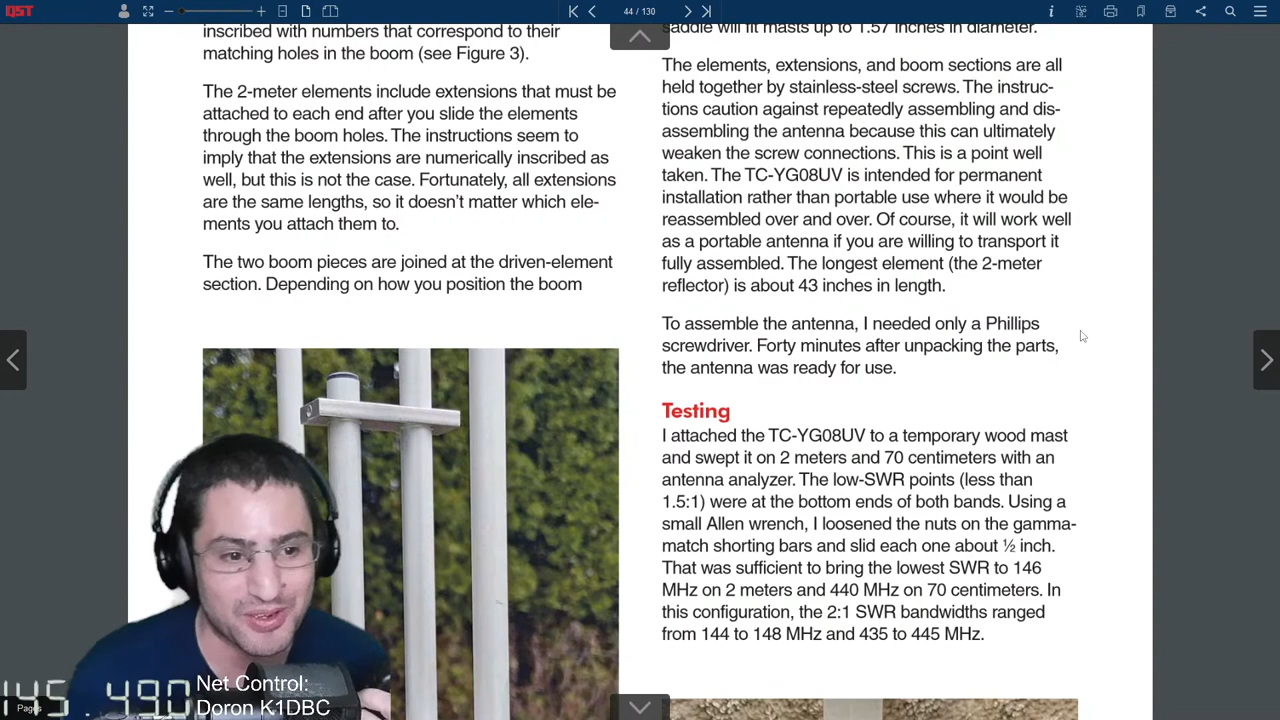 QST
44 / 130
inscribed with numbers that correspond to their
matching holes in the boom (see Figure 3).
The 2-meter elements include extensions that must be
attached to each end after you slide the elements
through the boom holes. The instructions seem to
imply that the extensions are numerically inscribed as
well, but this is not the case. Fortunately, all extensions
are the same lengths, so it doesn't matter which ele-
ments you attach them to.
The two boom pieces are joined at the driven-element
section. Depending on how you position the boom
saddle will fit masts up to 1.57 inches in diameter.
The elements, extensions, and boom sections are all
held together by stainless-steel screws. The instruc-
tions caution against repeatedly assembling and dis-
assembling the antenna because this can ultimately
weaken the screw connections. This is a point well
taken. The TC-YG08UV is intended for permanent
installation rather than portable use where it would be
reassembled over and over. Of course, it will work well
as a portable antenna if you are willing to transport it
fully assembled. The longest element (the 2-meter
reflector) is about 43 inches in length.
To assemble the antenna, I needed only a Phillips
screwdriver. Forty minutes after unpacking the parts,
the antenna was ready for use.
Testing
I attached the TC-YG08UV to a temporary wood mast
and swept it on 2 meters and 70 centimeters with an
antenna analyzer. The low-SWR points (less than
1.5:1) were at the bottom ends of both bands. Using a
small Allen wrench, I loosened the nuts on the gamma-
match shorting bars and slid each one about ½ inch.
That was sufficient to bring the lowest SWR to 146
MHz on 2 meters and 440 MHz on 70 centimeters. In
this configuration, the 2:1 SWR bandwidths ranged
from 144 to 148 MHz and 435 to 445 MHz.
145.490
Pages
Net Control:
Doron K1DBC